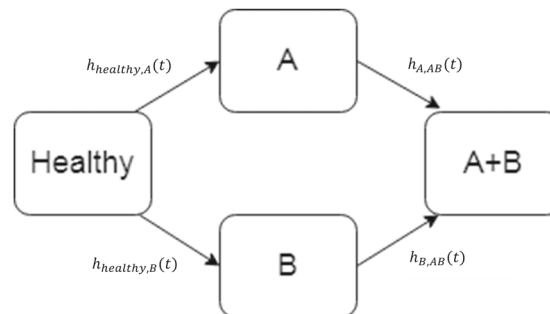 A
h_{healthy,A}(t)
h_{A,AB}(t)
Healthy
A+B
h_{healthy,B}(t)
B
h_{B,AB}(t)